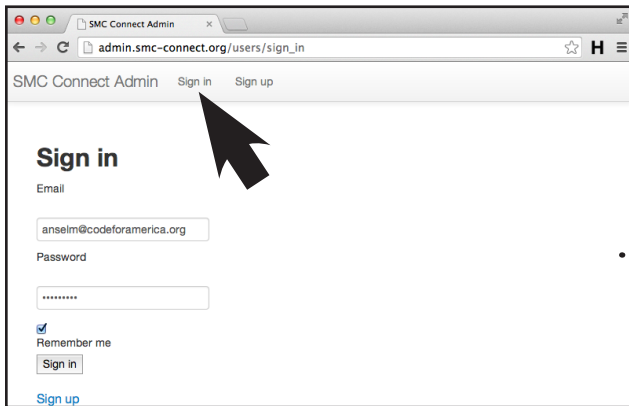 SMC Connect Admin
admin.smc-connect.org/users/sign_in
H
SMC Connect Admin Sign in Sign up
Sign in
Email
anselm@codeforamerica.org
Password
•••••••••
Remember me
Sign in
Sign up